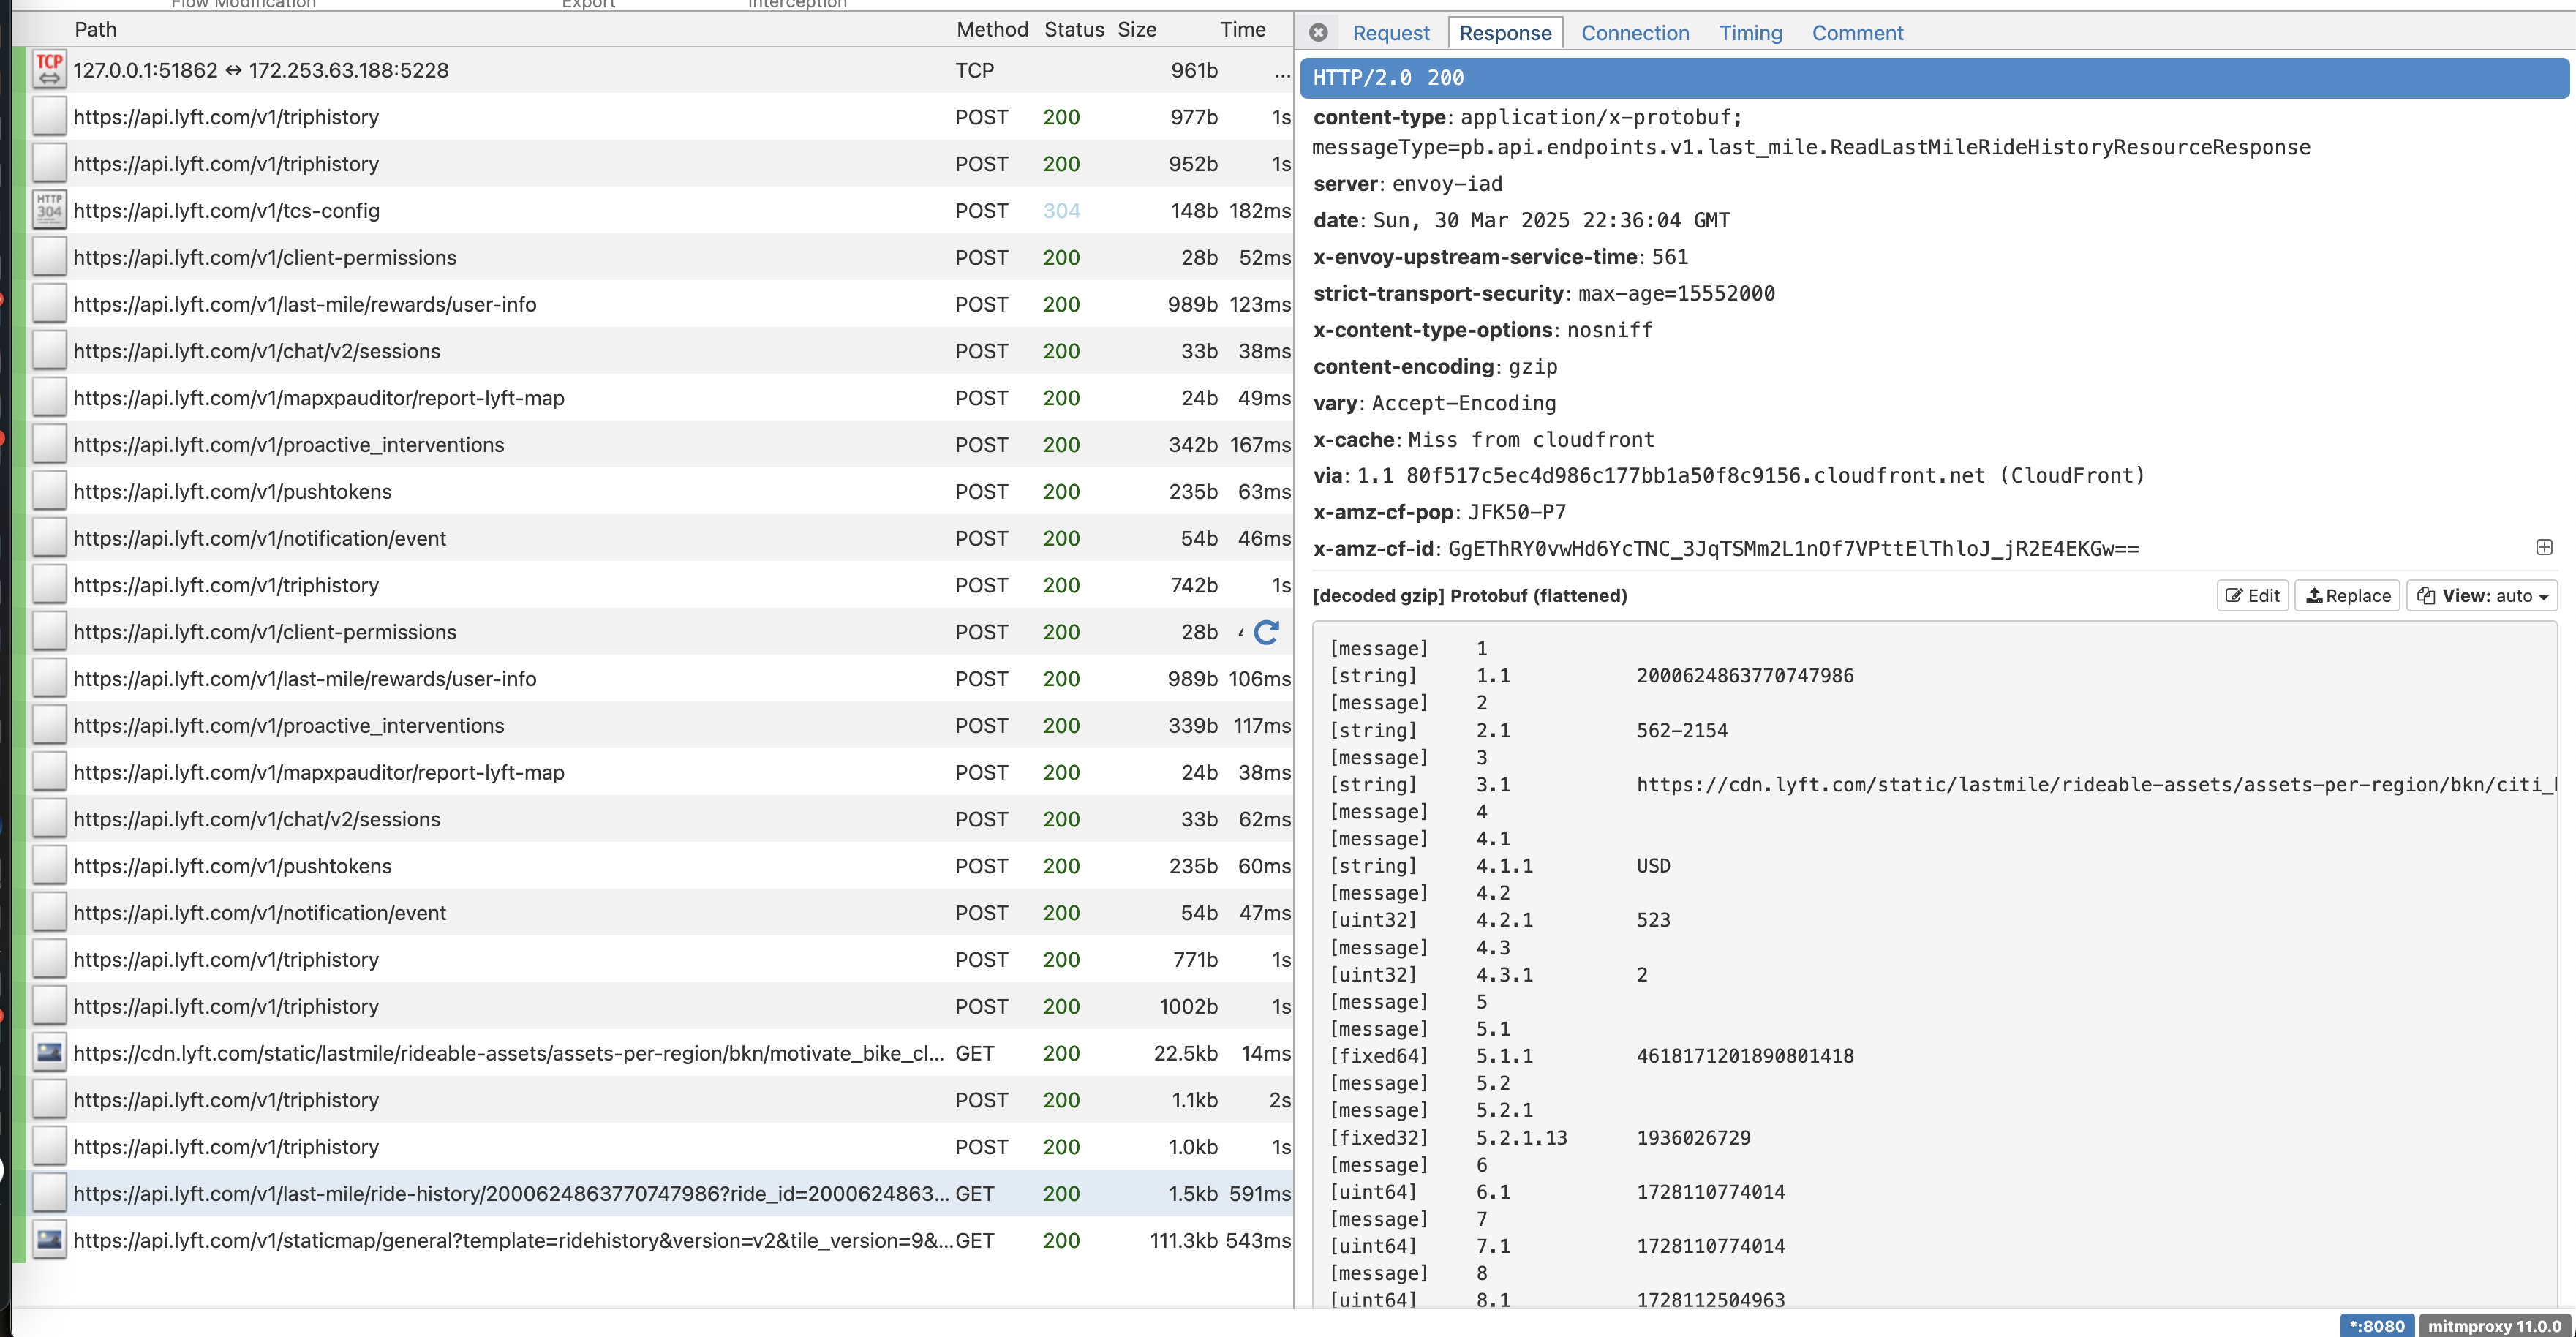 Flow Modification Export Interception
Path Method Status Size Time
TCP 127.0.0.1:51862 ↔ 172.253.63.188:5228 TCP 961b ...
https://api.lyft.com/v1/triphistory POST 200 977b 1s
https://api.lyft.com/v1/triphistory POST 200 952b 1s
HTTP 304 https://api.lyft.com/v1/tcs-config POST 304 148b 182ms
https://api.lyft.com/v1/client-permissions POST 200 28b 52ms
https://api.lyft.com/v1/last-mile/rewards/user-info POST 200 989b 123ms
https://api.lyft.com/v1/chat/v2/sessions POST 200 33b 38ms
https://api.lyft.com/v1/mapxpauditor/report-lyft-map POST 200 24b 49ms
https://api.lyft.com/v1/proactive_interventions POST 200 342b 167ms
https://api.lyft.com/v1/pushtokens POST 200 235b 63ms
https://api.lyft.com/v1/notification/event POST 200 54b 46ms
https://api.lyft.com/v1/triphistory POST 200 742b 1s
https://api.lyft.com/v1/client-permissions POST 200 28b
https://api.lyft.com/v1/last-mile/rewards/user-info POST 200 989b 106ms
https://api.lyft.com/v1/proactive_interventions POST 200 339b 117ms
https://api.lyft.com/v1/mapxpauditor/report-lyft-map POST 200 24b 38ms
https://api.lyft.com/v1/chat/v2/sessions POST 200 33b 62ms
https://api.lyft.com/v1/pushtokens POST 200 235b 60ms
https://api.lyft.com/v1/notification/event POST 200 54b 47ms
https://api.lyft.com/v1/triphistory POST 200 771b 1s
https://api.lyft.com/v1/triphistory POST 200 1002b 1s
https://cdn.lyft.com/static/lastmile/rideable-assets/assets-per-region/bkn/motivate_bike_cl... GET 200 22.5kb 14ms
https://api.lyft.com/v1/triphistory POST 200 1.1kb 2s
https://api.lyft.com/v1/triphistory POST 200 1.0kb 1s
https://api.lyft.com/v1/last-mile/ride-history/2000624863770747986?ride_id=2000624863... GET 200 1.5kb 591ms
https://api.lyft.com/v1/staticmap/general?template=ridehistory&version=v2&tile_version=9&... GET 200 111.3kb 543ms
Request Response Connection Timing Comment
HTTP/2.0 200
content-type: application/x-protobuf;
messageType=pb.api.endpoints.v1.last_mile.ReadLastMileRideHistoryResourceResponse
server: envoy-iad
date: Sun, 30 Mar 2025 22:36:04 GMT
x-envoy-upstream-service-time: 561
strict-transport-security: max-age=15552000
x-content-type-options: nosniff
content-encoding: gzip
vary: Accept-Encoding
x-cache: Miss from cloudfront
via: 1.1 80f517c5ec4d986c177bb1a50f8c9156.cloudfront.net (CloudFront)
x-amz-cf-pop: JFK50-P7
x-amz-cf-id: GgEThRY0vwHd6YcTNC_3JqTSMm2L1nOf7VPttElThloJ_jR2E4EKGw==
[decoded gzip] Protobuf (flattened) Edit Replace View: auto
[message] 1
[string] 1.1 2000624863770747986
[message] 2
[string] 2.1 562-2154
[message] 3
[string] 3.1 https://cdn.lyft.com/static/lastmile/rideable-assets/assets-per-region/bkn/citi_
[message] 4
[message] 4.1
[string] 4.1.1 USD
[message] 4.2
[uint32] 4.2.1 523
[message] 4.3
[uint32] 4.3.1 2
[message] 5
[message] 5.1
[fixed64] 5.1.1 4618171201890801418
[message] 5.2
[message] 5.2.1
[fixed32] 5.2.1.13 1936026729
[message] 6
[uint64] 6.1 1728110774014
[message] 7
[uint64] 7.1 1728110774014
[message] 8
[uint64] 8.1 1728112504963
*:8080 mitmproxy 11.0.0